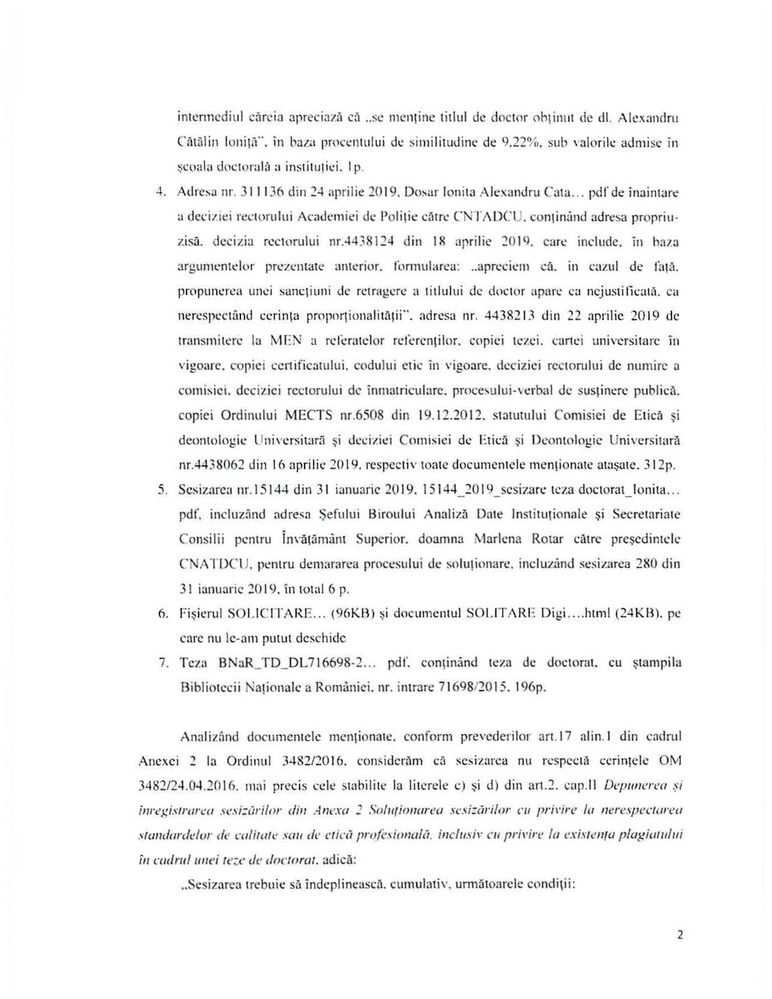 intermediul căreia apreciază că „se menține titlul de doctor obținut de dl. Alexandru
Cătălin Ioniță", în baza procentului de similitudine de 9.22%, sub valorile admise în
școala doctorală a instituției. 1p.
4. Adresa nr. 311136 din 24 aprilie 2019. Dosar Ionita Alexandru Cata... pdf de înaintare
a deciziei rectorului Academiei de Poliție către CNTADCU, conținând adresa propriu-
zisă. decizia rectorului nr.4438124 din 18 aprilie 2019. care include, în baza
argumentelor prezentate anterior. formularea: „apreciem că. in cazul de față.
propunerea unei sancțiuni de retragere a titlului de doctor apare ca nejustificată, ca
nerespectând cerința proporționalității". adresa nr. 4438213 din 22 aprilie 2019 de
transmitere la MEN a referatelor referenților, copiei tezei, cartei universitare în
vigoare, copiei certificatului, codului etic în vigoare, deciziei rectorului de numire a
comisiei, deciziei rectorului de înmatriculare, procesului-verbal de susținere publică,
copiei Ordinului MECTS nr.6508 din 19.12.2012, statutului Comisiei de Etică și
deontologie Universitară și deciziei Comisiei de Etică și Deontologie Universitară
nr.4438062 din 16 aprilie 2019. respectiv toate documentele menționate atașate. 312p.
5. Sesizarea nr.15144 din 31 ianuarie 2019. 15144_2019_sesizare teza doctorat_Ionita...
pdf, incluzând adresa Șefului Biroului Analiză Date Instituționale și Secretariate
Consilii pentru Învățământ Superior. doamna Marlena Rotar către președintele
CNATDCU, pentru demararea procesului de soluționare, incluzând sesizarea 280 din
31 ianuarie 2019, în total 6 p.
6. Fișierul SOLICITARE... (96KB) și documentul SOLITARE Digi....html (24KB). pe
care nu le-am putut deschide
7. Teza BNaR_TD_DL716698-2... pdf. conținând teza de doctorat. cu ștampila
Bibliotecii Naționale a României. nr. intrare 71698/2015. 196p.
Analizând documentele menționate, conform prevederilor art.17 alin.1 din cadrul
Anexei 2 la Ordinul 3482/2016. considerăm că sesizarea nu respectă cerințele OM
3482/24.04.2016. mai precis cele stabilite la literele c) și d) din art.2. cap.II Depunerea și
înregistrarea sesizărilor din Anexa 2 Soluționarea sesizărilor cu privire la nerespectarea
standardelor de calitate sau de etică profesională, inclusiv cu privire la existența plagiatului
în cadrul unei teze de doctorat. adică:
„Sesizarea trebuie să îndeplinească. cumulativ, următoarele condiții:
2